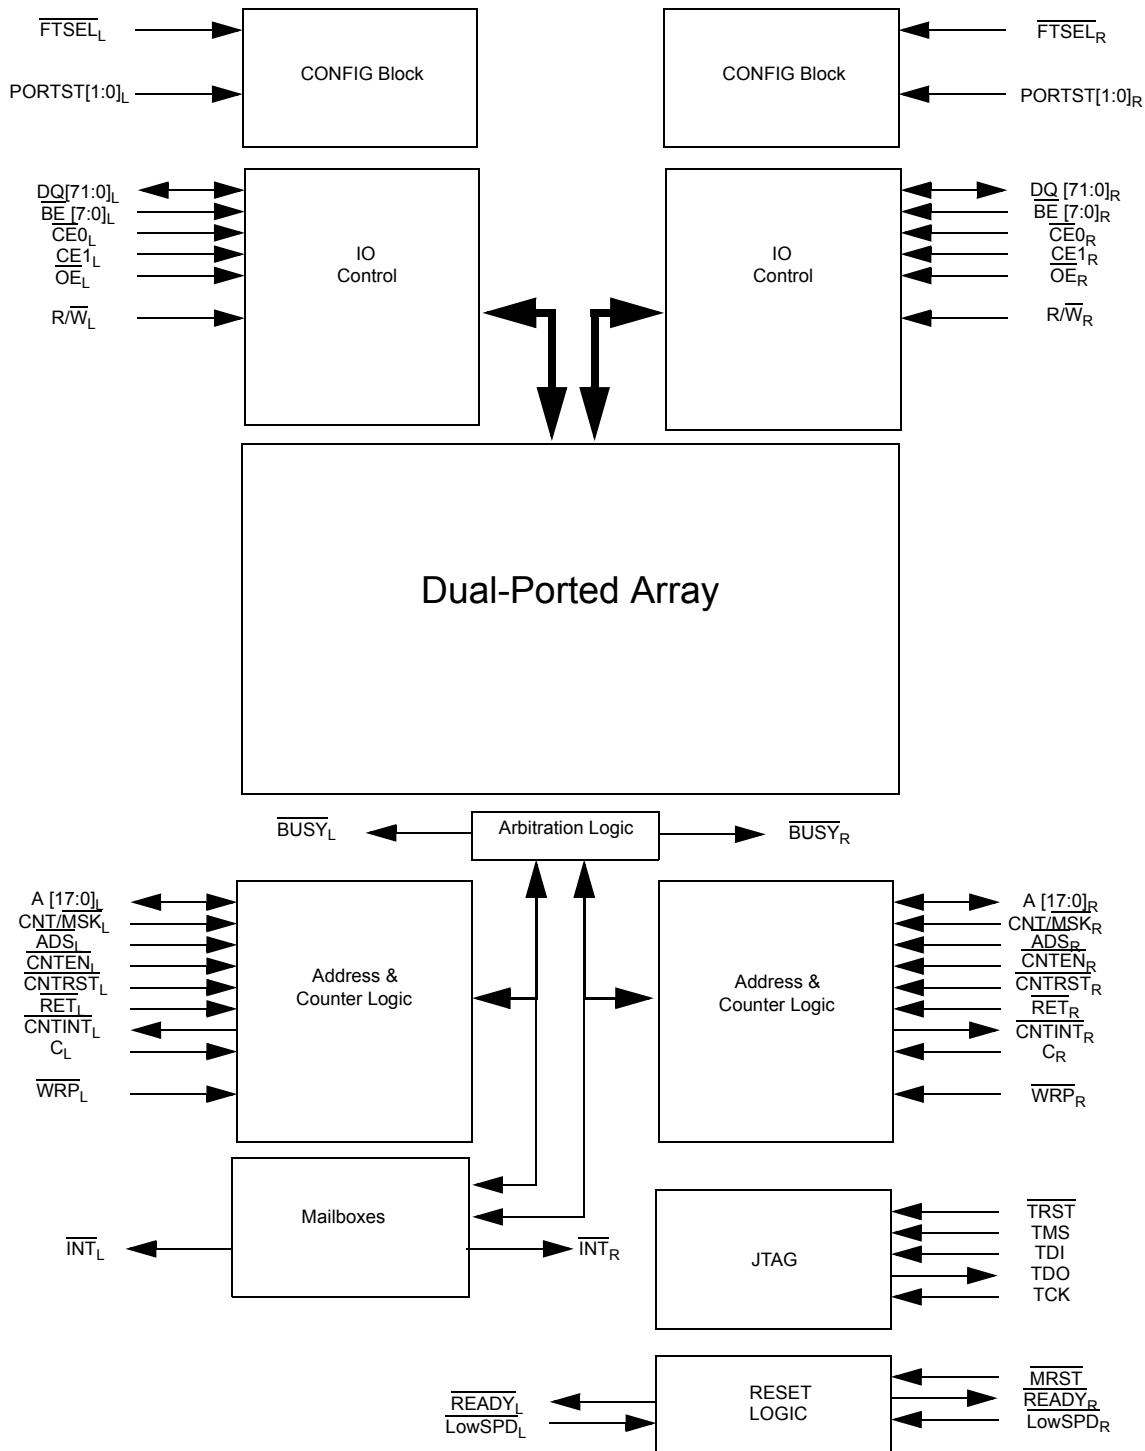 FTSEL_L
CONFIG Block
PORTST[1:0]_L
CONFIG Block
FTSEL_R
PORTST[1:0]_R
DQ[71:0]_L
BE [7:0]_L
CE0_L
CE1_L
OE_L
R/W_L
IO
Control
IO
Control
DQ [71:0]_R
BE [7:0]_R
CE0_R
CE1_R
OE_R
R/W_R
Dual-Ported Array
BUSY_L
Arbitration Logic
BUSY_R
A [17:0]_L
CNT/MSK_L
ADS_L
CNTEN_L
CNTRST_L
RET_L
CNTINT_L
C_L
WRP_L
Address &
Counter Logic
Address &
Counter Logic
A [17:0]_R
CNT/MSK_R
ADS_R
CNTEN_R
CNTRST_R
RET_R
CNTINT_R
C_R
WRP_R
Mailboxes
INT_L
INT_R
JTAG
TRST
TMS
TDI
TDO
TCK
READY_L
LowSPD_L
RESET
LOGIC
MRST
READY_R
LowSPD_R